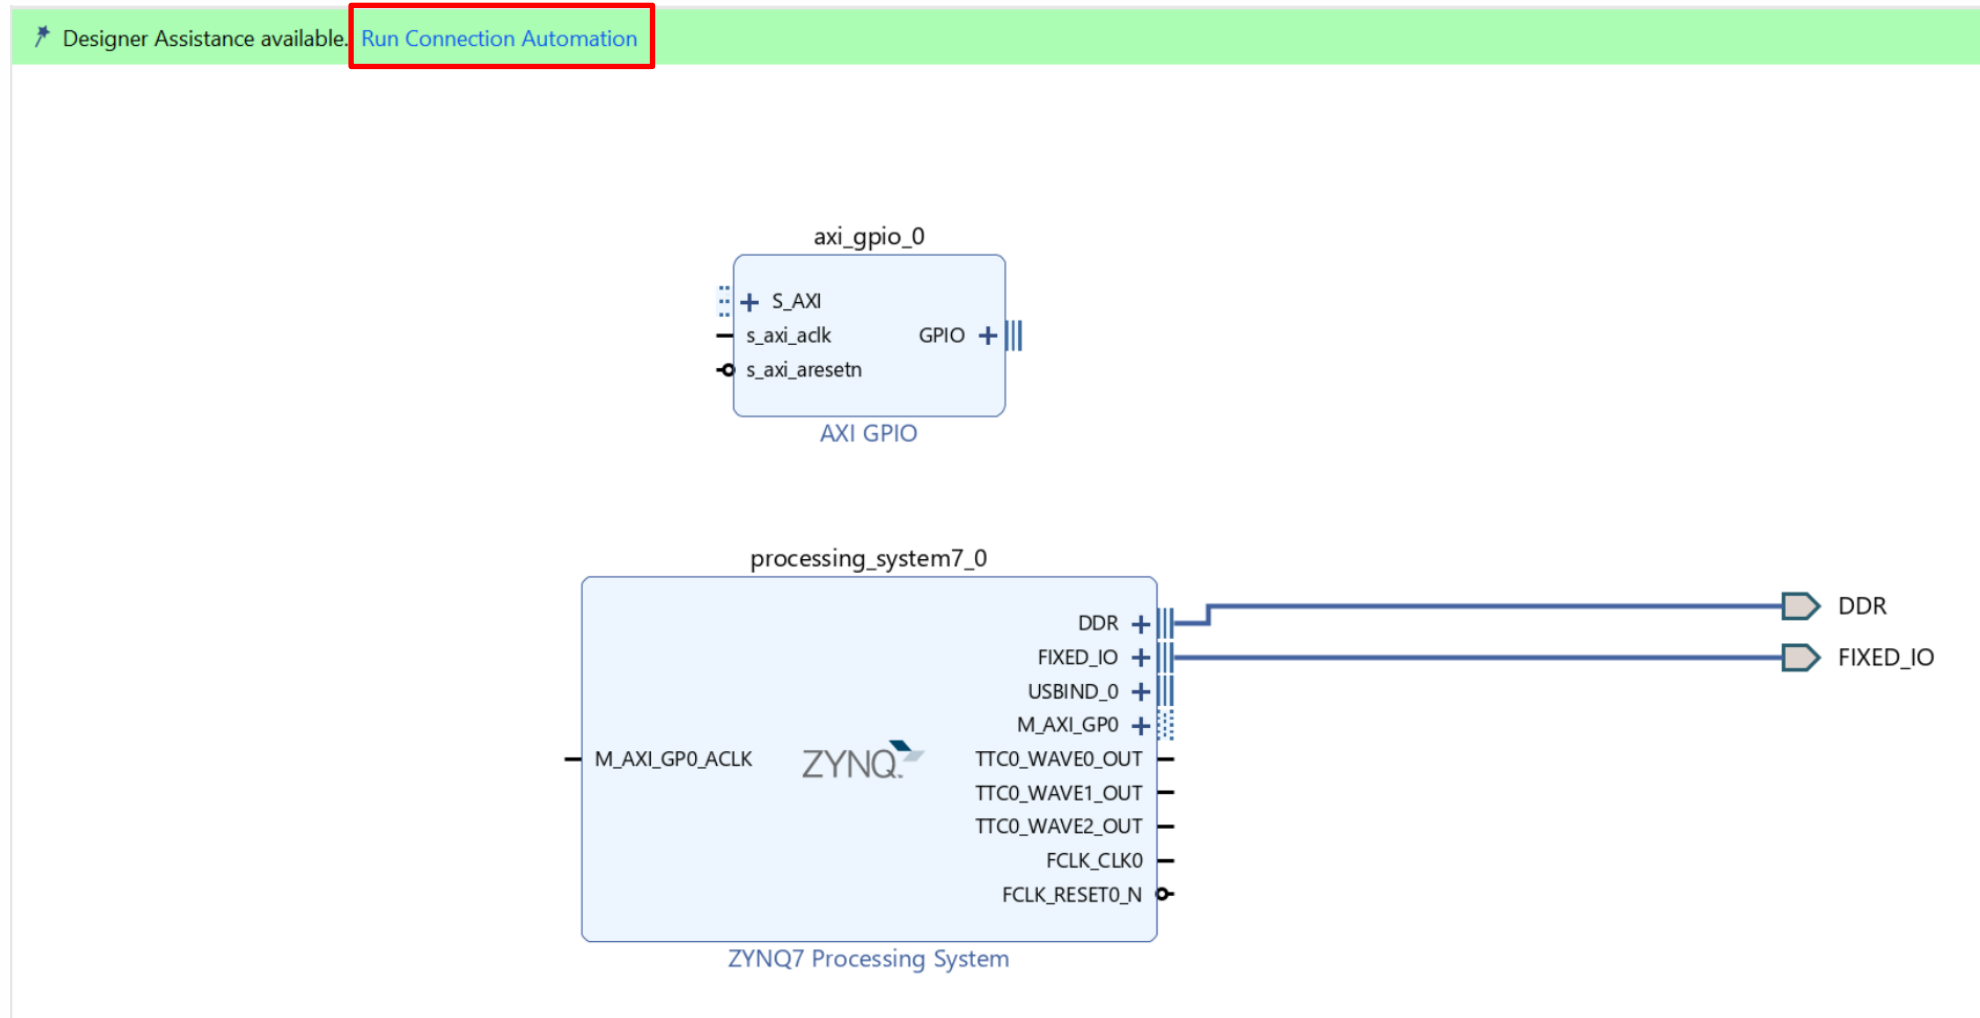 Designer Assistance available. Run Connection Automation
axi_gpio_0
S_AXI
s_axi_aclk
GPIO
s_axi_aresetn
AXI GPIO
processing_system7_0
DDR
FIXED_IO
USBIND_0
M_AXI_GP0
M_AXI_GP0_ACLK
ZYNQ
TTC0_WAVE0_OUT
TTC0_WAVE1_OUT
TTC0_WAVE2_OUT
FCLK_CLK0
FCLK_RESET0_N
ZYNQ7 Processing System
DDR
FIXED_IO